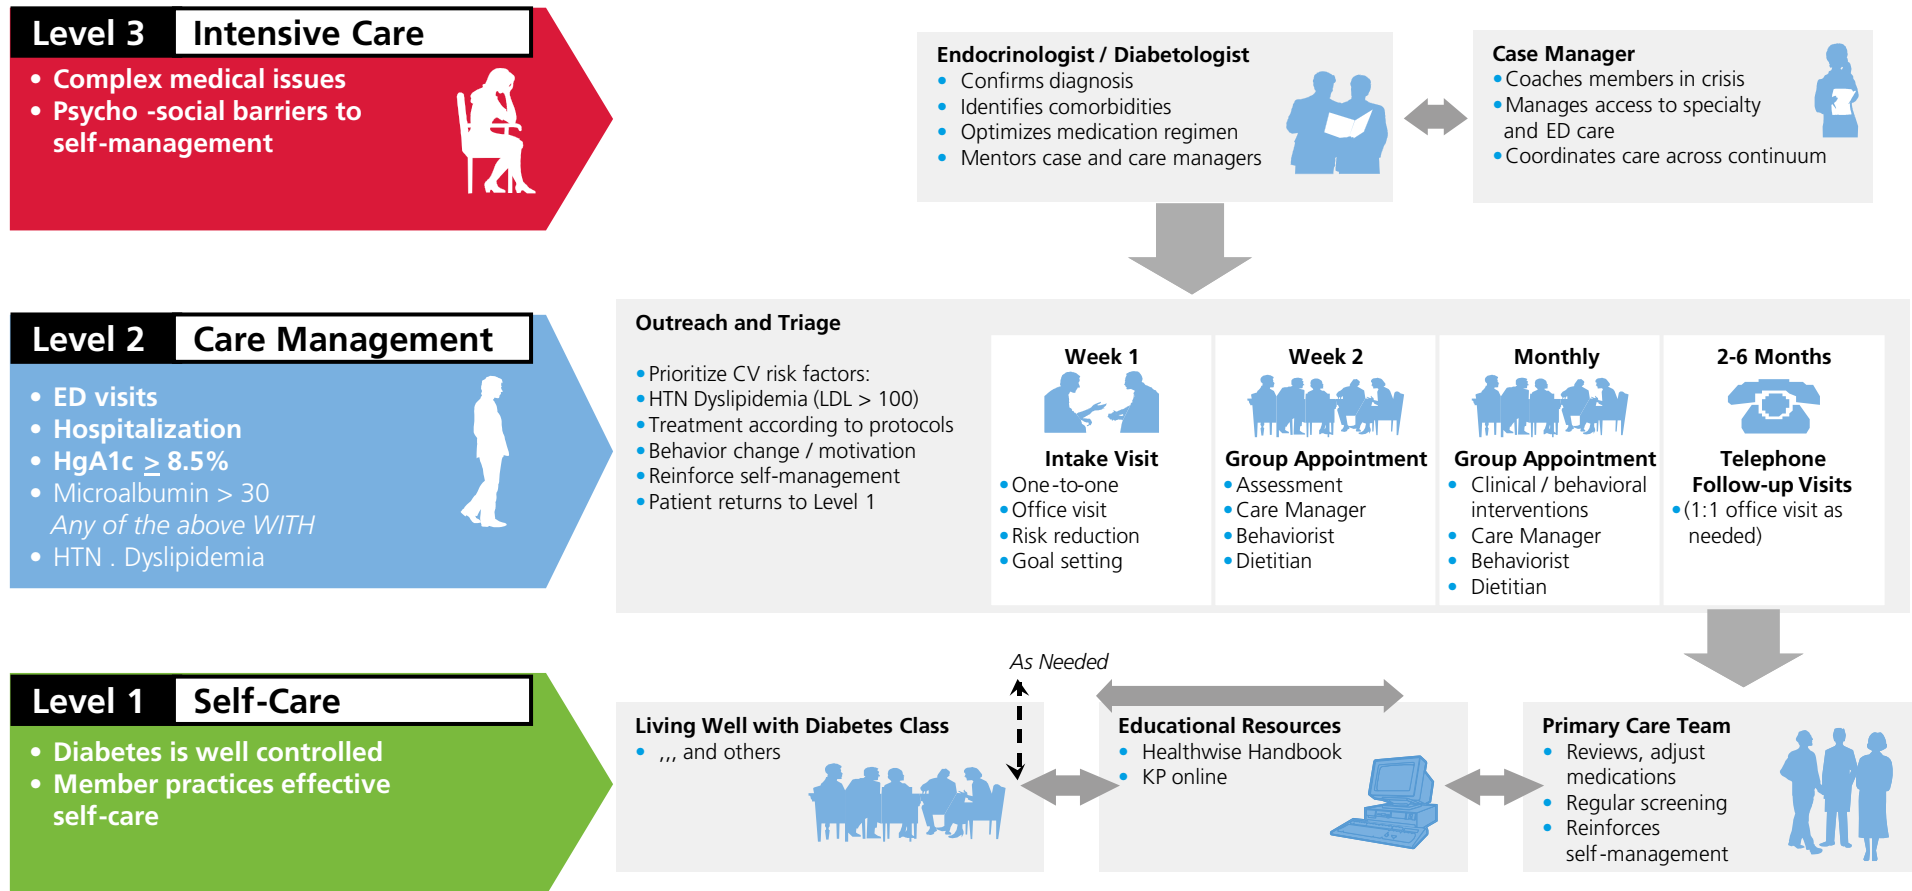 Level 3 Intensive Care
• Complex medical issues
• Psycho -social barriers to
self-management
Endocrinologist / Diabetologist
• Confirms diagnosis
• Identifies comorbidities
• Optimizes medication regimen
• Mentors case and care managers
Case Manager
• Coaches members in crisis
• Manages access to specialty
and ED care
• Coordinates care across continuum
Level 2 Care Management
• ED visits
• Hospitalization
• HgA1c ≥ 8.5%
• Microalbumin > 30
Any of the above WITH
• HTN . Dyslipidemia
Outreach and Triage
• Prioritize CV risk factors:
• HTN Dyslipidemia (LDL > 100)
• Treatment according to protocols
• Behavior change / motivation
• Reinforce self-management
• Patient returns to Level 1
Week 1
Intake Visit
• One-to-one
• Office visit
• Risk reduction
• Goal setting
Week 2
Group Appointment
• Assessment
• Care Manager
• Behaviorist
• Dietitian
Monthly
Group Appointment
• Clinical / behavioral
interventions
• Care Manager
• Behaviorist
• Dietitian
2-6 Months
Telephone
Follow-up Visits
• (1:1 office visit as
needed)
Level 1 Self-Care
• Diabetes is well controlled
• Member practices effective
self-care
As Needed
Living Well with Diabetes Class
• ,,, and others
Educational Resources
• Healthwise Handbook
• KP online
Primary Care Team
• Reviews, adjust
medications
• Regular screening
• Reinforces
self-management